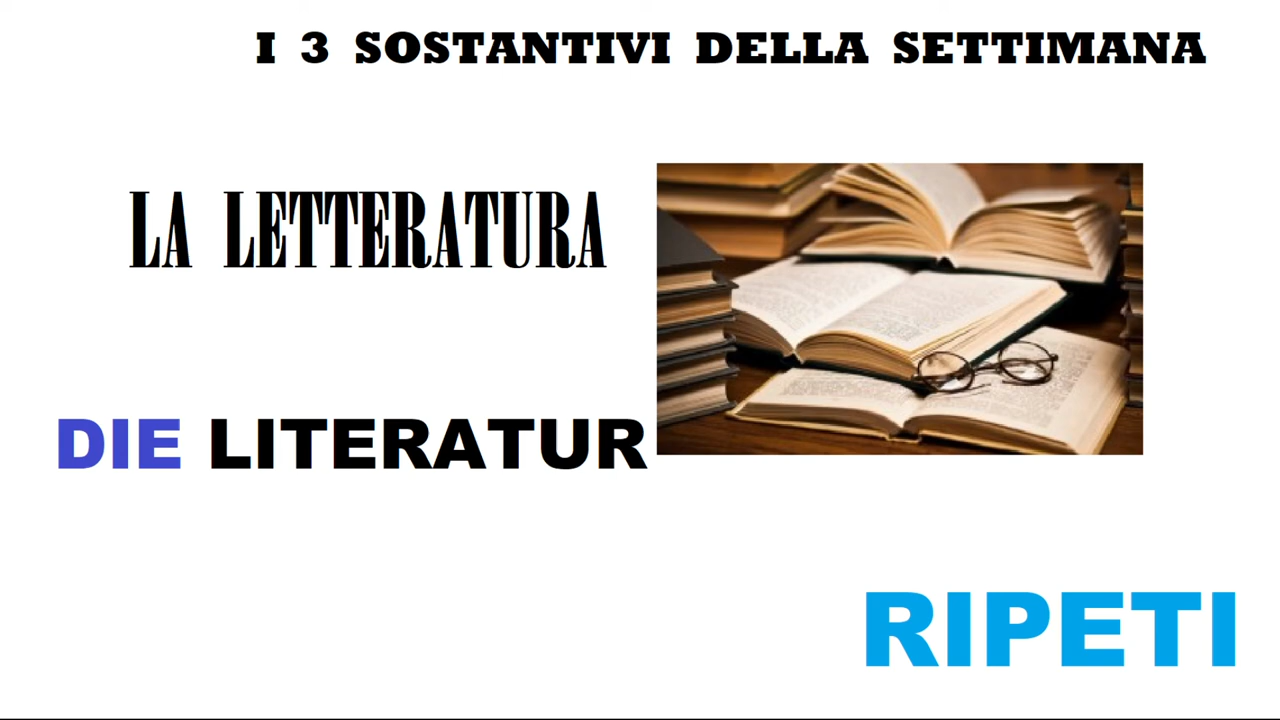 I 3 SOSTANTIVI DELLA SETTIMANA
LA LETTERATURA
DIE LITERATUR
RIPETI